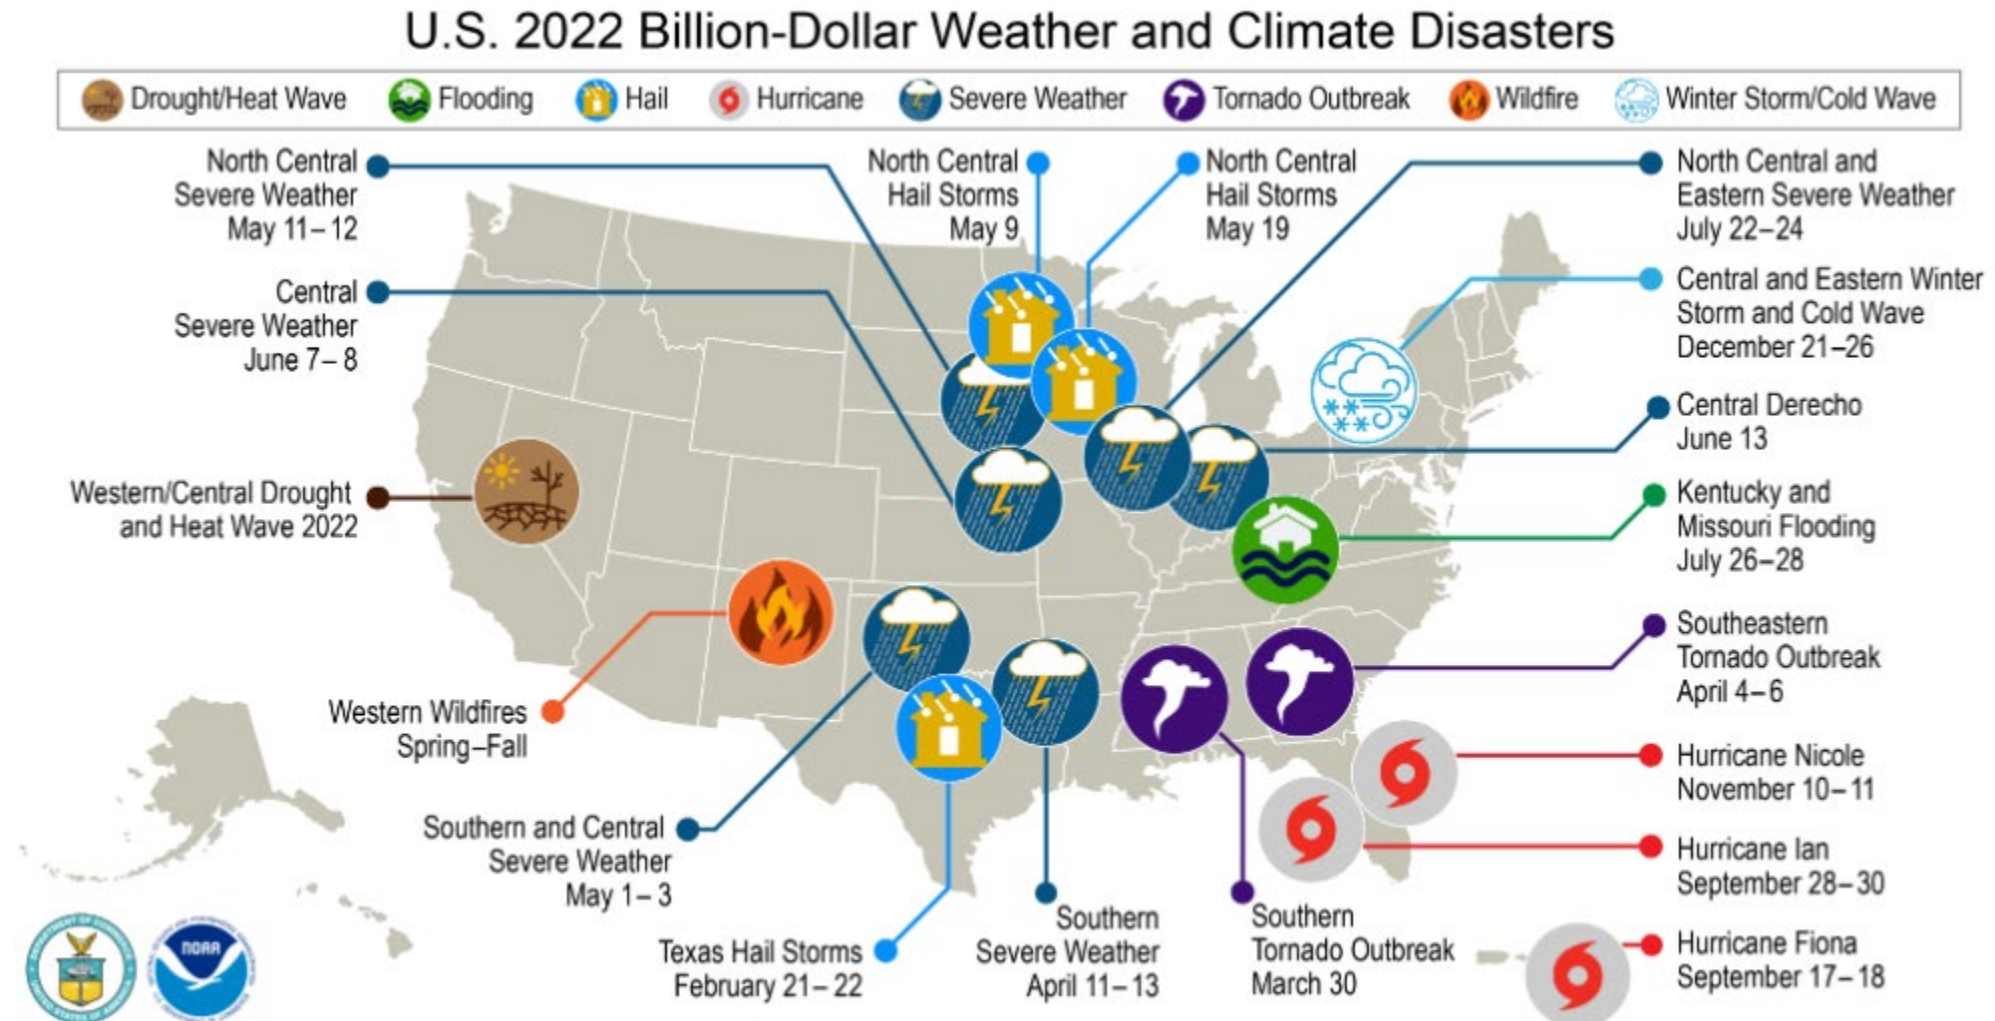 U.S. 2022 Billion-Dollar Weather and Climate Disasters
Drought/Heat Wave
Flooding
Hail
Hurricane
Severe Weather
Tornado Outbreak
Wildfire
Winter Storm/Cold Wave
North Central
Severe Weather
May 11–12
North Central
Hail Storms
May 9
North Central
Hail Storms
May 19
North Central and
Eastern Severe Weather
July 22–24
Central
Severe Weather
June 7–8
Central and Eastern Winter
Storm and Cold Wave
December 21–26
Central Derecho
June 13
Western/Central Drought
and Heat Wave 2022
Kentucky and
Missouri Flooding
July 26–28
Southeastern
Tornado Outbreak
April 4–6
Western Wildfires
Spring–Fall
Hurricane Nicole
November 10–11
Southern and Central
Severe Weather
May 1–3
Hurricane Ian
September 28–30
Texas Hail Storms
February 21–22
Southern
Severe Weather
April 11–13
Southern
Tornado Outbreak
March 30
Hurricane Fiona
September 17–18
DEPARTMENT OF COMMERCE
UNITED STATES OF AMERICA
NOAA